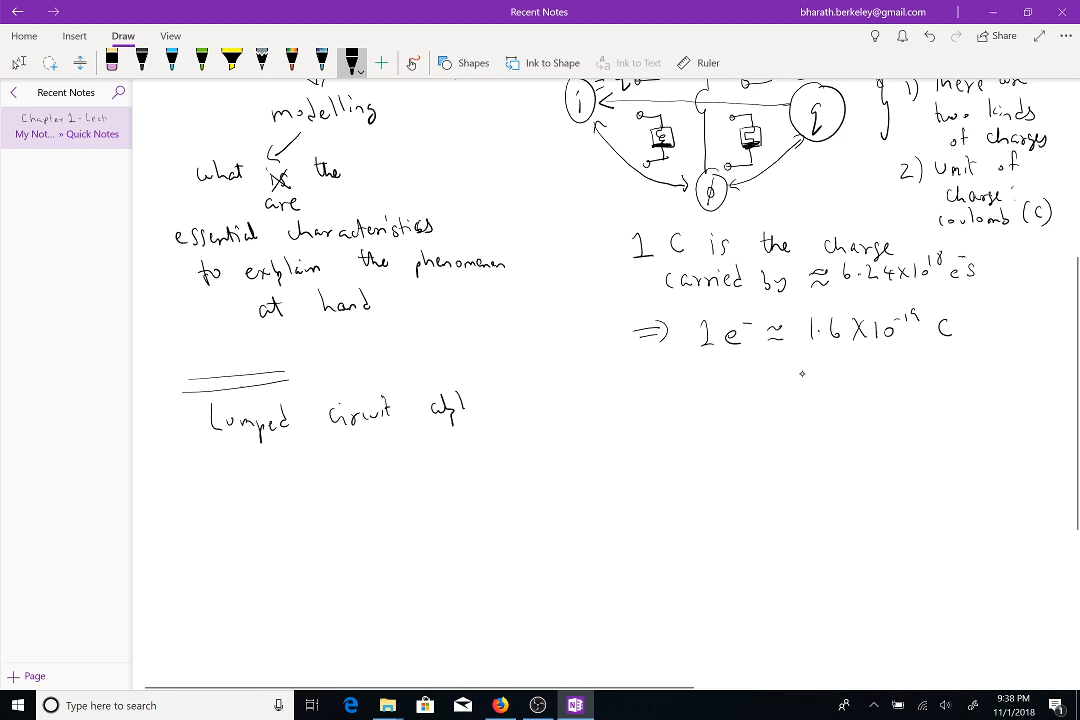 Recent Notes
bharath.berkeley@gmail.com
Home Insert Draw View
Share
Shapes Ink to Shape Ink to Text Ruler
Recent Notes
Chapter 1 - Lect
My Not... » Quick Notes
modelling
what is the
are
essential characteristics
to explain the phenomenon
at hand
Lumped circuit
i
q
φ
1) There are
two kinds
of charges
2) Unit of
charge:
coulomb (C)
1 C is the charge
carried by ≈ 6.24×10¹⁸ e⁻s
⇒ 1 e⁻ ≈ 1.6 × 10⁻¹⁹ C
Page
Type here to search
9:38 PM
11/1/2018